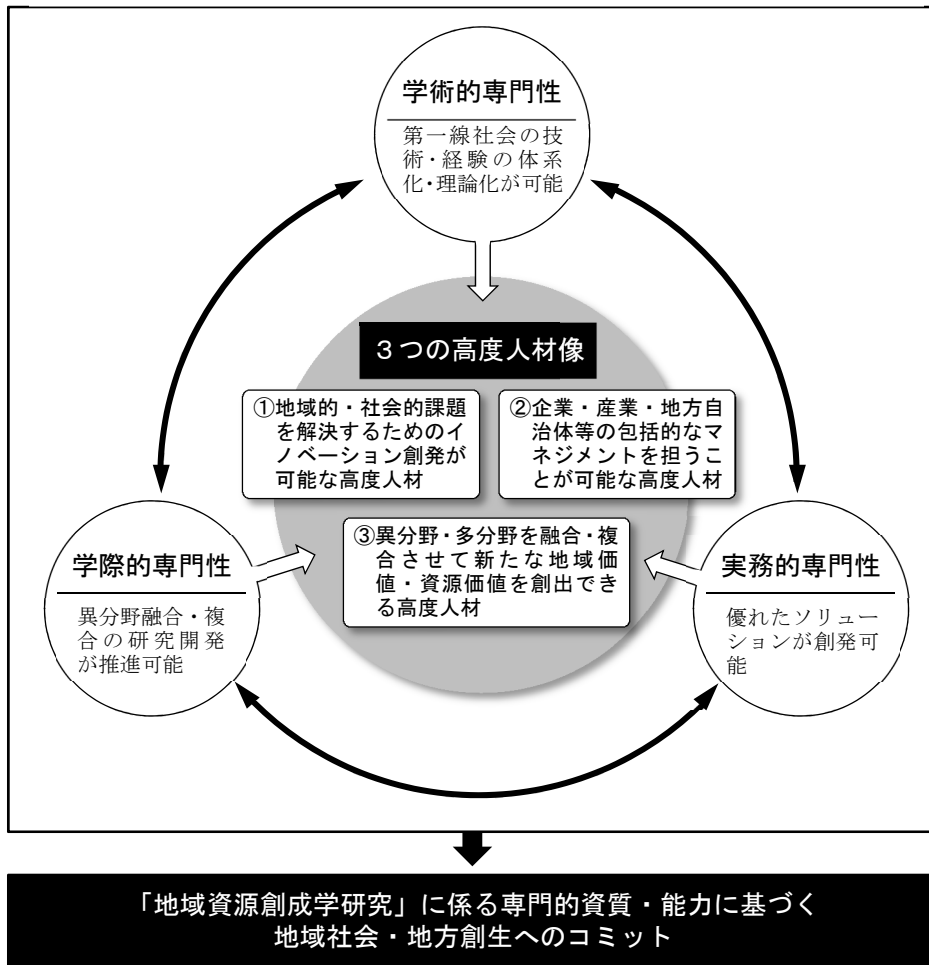 学術的専門性
第一線社会の技
術・経験の体系
化・理論化が可能
３つの高度人材像
①地域的・社会的課題
を解決するためのイ
ノベーション創発が
可能な高度人材
②企業・産業・地方自
治体等の包括的なマ
ネジメントを担うこ
とが可能な高度人材
③異分野・多分野を融合・複
合させて新たな地域価
値・資源価値を創出でき
る高度人材
学際的専門性
異分野融合・複
合の研究開発
が推進可能
実務的専門性
優れたソリュー
ションが創発可
能
「地域資源創成学研究」に係る専門的資質・能力に基づく
地域社会・地方創生へのコミット